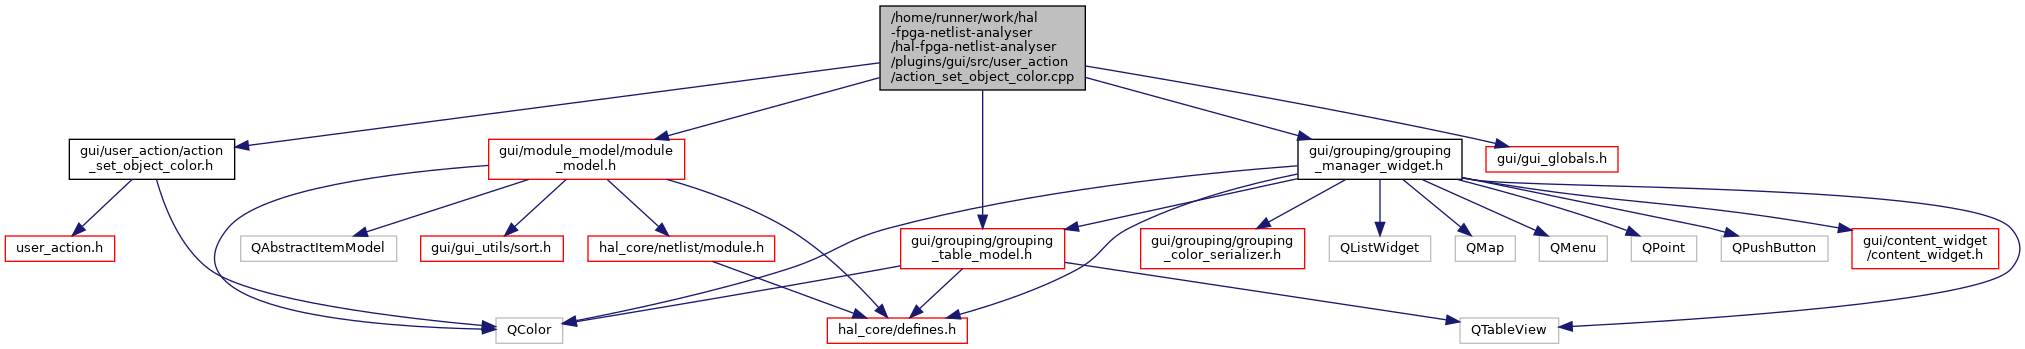 /home/runner/work/hal
-fpga-netlist-analyser
/hal-fpga-netlist-analyser
/plugins/gui/src/user_action
/action_set_object_color.cpp
gui/user_action/action
_set_object_color.h
gui/module_model/module
_model.h
gui/grouping/grouping
_manager_widget.h
gui/gui_globals.h
user_action.h
QAbstractItemModel
gui/gui_utils/sort.h
hal_core/netlist/module.h
gui/grouping/grouping
_table_model.h
gui/grouping/grouping
_color_serializer.h
QListWidget
QMap
QMenu
QPoint
QPushButton
gui/content_widget
/content_widget.h
QColor
hal_core/defines.h
QTableView